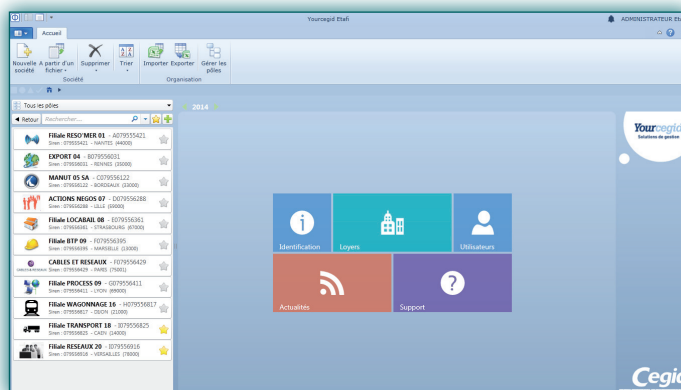 Yourcegid Etafi
ADMINISTRATEUR Eta
Accueil
Nouvelle société
A partir d'un fichier
Supprimer
Trier
Importer
Exporter
Gérer les pôles
Société
Organisation
Tous les pôles
2014
Retour
Rechercher...
Filiale RESO'MER 01 - A079555421
Siren : 079555421 - NANTES (44000)
EXPORT 04 - B079556031
Siren : 079556031 - RENNES (35000)
MANUT 05 SA - C079556122
Siren : 079556122 - BORDEAUX (33000)
ACTIONS NEGOS 07 - D079556288
Siren : 079556288 - LILLE (59000)
Filiale LOCABAIL 08 - E079556361
Siren : 079556361 - STRASBOURG (67000)
Filiale BTP 09 - F079556395
Siren : 079556395 - MARSEILLE (13000)
CABLES ET RESEAUX - F079556429
Siren : 079556429 - PARIS (75001)
Filiale PROCESS 09 - G079556411
Siren : 079556411 - LYON (69000)
Filiale WAGONNAGE 16 - H079556817
Siren : 079556817 - DIJON (21000)
Filiale TRANSPORT 18 - I079556825
Siren : 079556825 - CAEN (14000)
Filiale RESEAUX 20 - I079556916
Siren : 079556916 - VERSAILLES (78000)
Identification
Loyers
Utilisateurs
Actualités
Support
Yourcegid
Solutions de gestion
Cegid